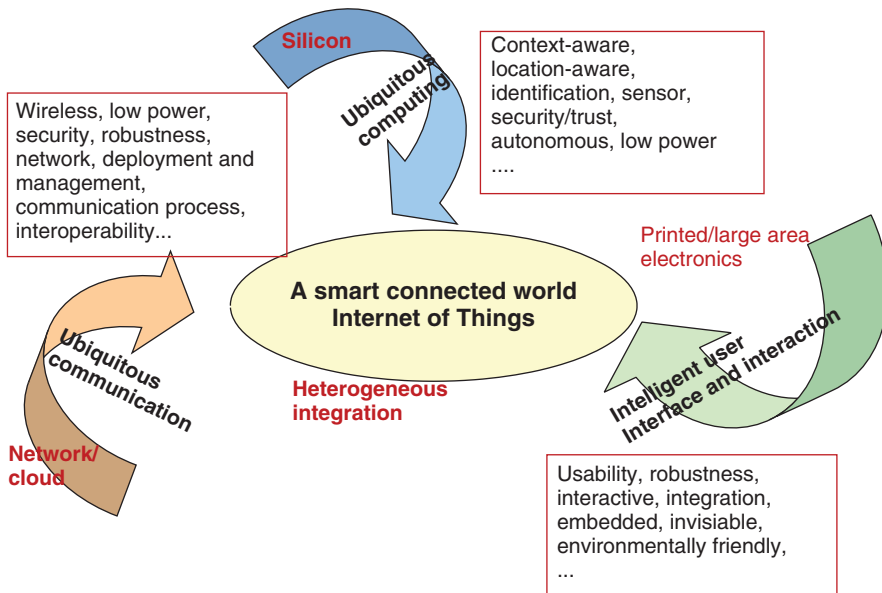 Silicon
Ubiquitous
computing
Context-aware,
location-aware,
identification, sensor,
security/trust,
autonomous, low power
....
Wireless, low power,
security, robustness,
network, deployment and
management,
communication process,
interoperability...
Printed/large area
electronics
A smart connected world
Internet of Things
Ubiquitous
communication
Heterogeneous
integration
Intelligent user
Interface and interaction
Network/
cloud
Usability, robustness,
interactive, integration,
embedded, invisiable,
environmentally friendly,
...